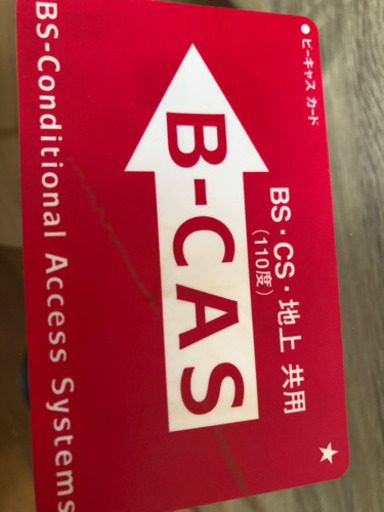 ●ビーキャス カード
BS・CS・地上 共用
(110度)
B-CAS
BS-Conditional Access Systems